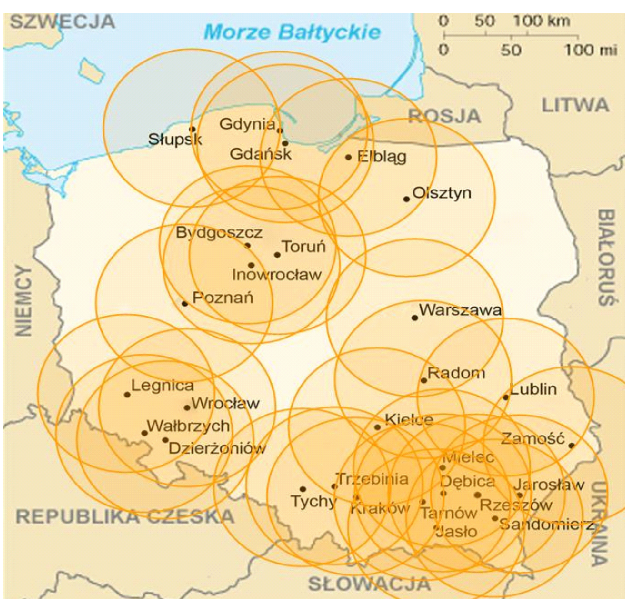 SZWECJA
Morze Bałtyckie
0 50 100 km
0 50 100 mi
LITWA
ROSJA
Słupsk
Gdynia
Gdańsk
Elbląg
Olsztyn
BIAŁORUŚ
Bydgoszcz
Toruń
Inowrocław
NIEMCY
Poznań
Warszawa
Legnica
Wrocław
Radom
Lublin
Wałbrzych
Dzierżoniów
Kielce
Zamość
Mielec
Tychy
Trzebinia
Kraków
Dębica
Jarosław
Tarnów
Rzeszów
Jasło
Sandomierz
UKRAINA
REPUBLIKA CZESKA
SŁOWACJA